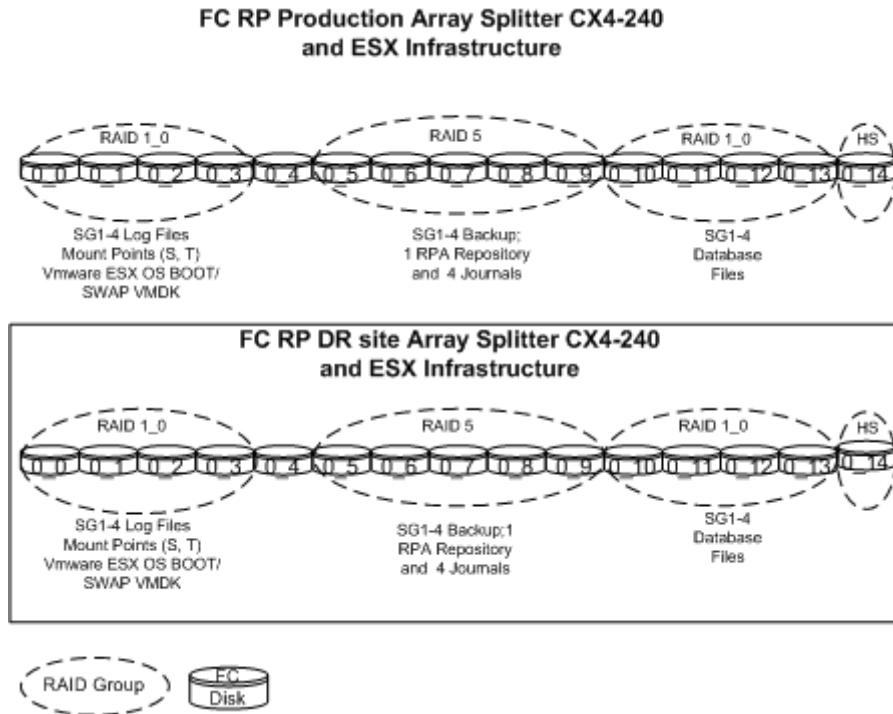 FC RP Production Array Splitter CX4-240
and ESX Infrastructure
RAID 1_0
RAID 5
RAID 1_0
HS
0_0 0_1 0_2 0_3 0_4 0_5 0_6 0_7 0_8 0_9 0_10 0_11 0_12 0_13 0_14
SG1-4 Log Files
Mount Points (S, T)
Vmware ESX OS BOOT/
SWAP VMDK
SG1-4 Backup;
1 RPA Repository
and 4 Journals
SG1-4
Database
Files
FC RP DR site Array Splitter CX4-240
and ESX Infrastructure
RAID 1_0
RAID 5
RAID 1_0
HS
0_0 0_1 0_2 0_3 0_4 0_5 0_6 0_7 0_8 0_9 0_10 0_11 0_12 0_13 0_14
SG1-4 Log Files
Mount Points (S, T)
Vmware ESX OS BOOT/
SWAP VMDK
SG1-4 Backup;1
RPA Repository
and 4 Journals
SG1-4
Database
Files
RAID Group
FC
Disk